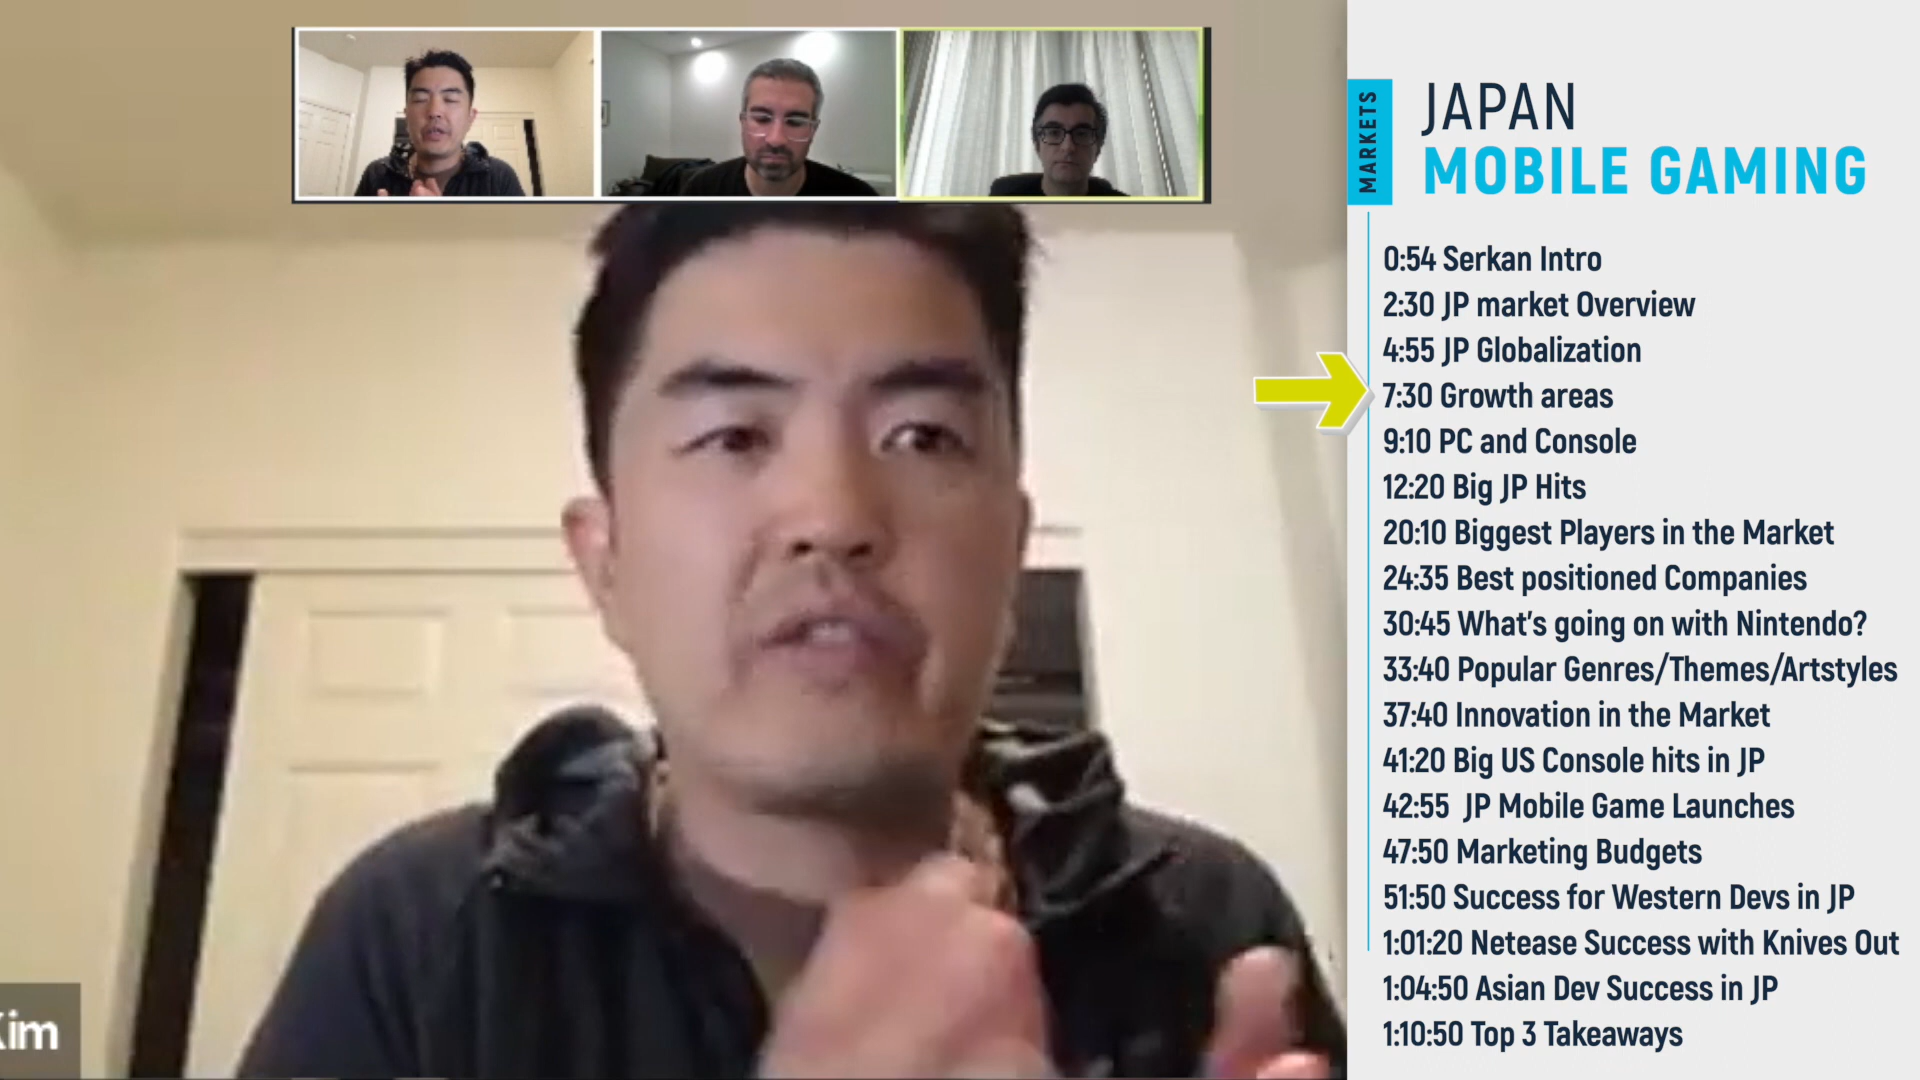 MARKETS
JAPAN
MOBILE GAMING
0:54 Serkan Intro
2:30 JP market Overview
4:55 JP Globalization
7:30 Growth areas
9:10 PC and Console
12:20 Big JP Hits
20:10 Biggest Players in the Market
24:35 Best positioned Companies
30:45 What's going on with Nintendo?
33:40 Popular Genres/Themes/Artstyles
37:40 Innovation in the Market
41:20 Big US Console hits in JP
42:55 JP Mobile Game Launches
47:50 Marketing Budgets
51:50 Success for Western Devs in JP
1:01:20 Netease Success with Knives Out
1:04:50 Asian Dev Success in JP
1:10:50 Top 3 Takeaways
Kim